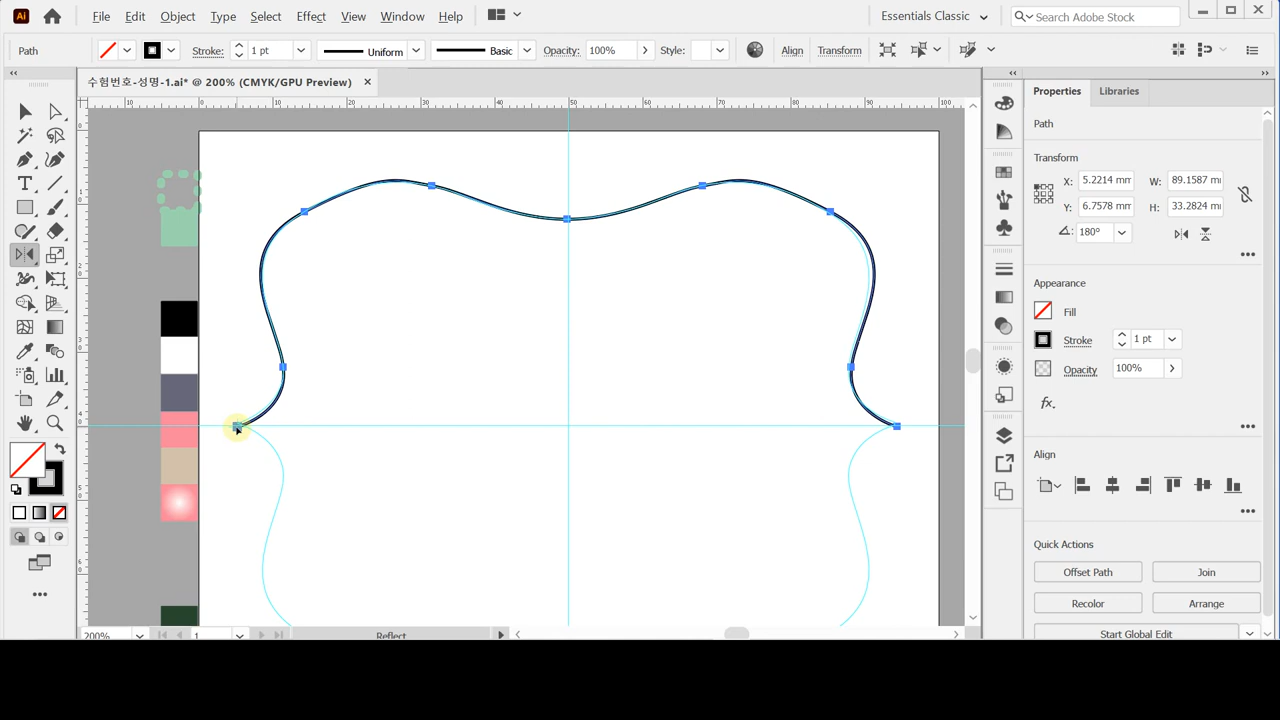 Ai File Edit Object Type Select Effect View Window Help Essentials Classic Search Adobe Stock
Path Stroke: 1 pt Uniform Basic Opacity: 100% Style: Align Transform
수험번호-성명-1.ai* @ 200% (CMYK/GPU Preview)
Properties Libraries
10 0 10 20 30 40 50 60 70 80 90 100
Path
Transform
X: 5.2214 mm W: 89.1587 mm
Y: 6.7578 mm H: 33.2824 mm
180°
Appearance
Fill
Stroke 1 pt
Opacity 100%
fx.
Align
Quick Actions
Offset Path Join
Recolor Arrange
Start Global Edit
200% 1 Reflect